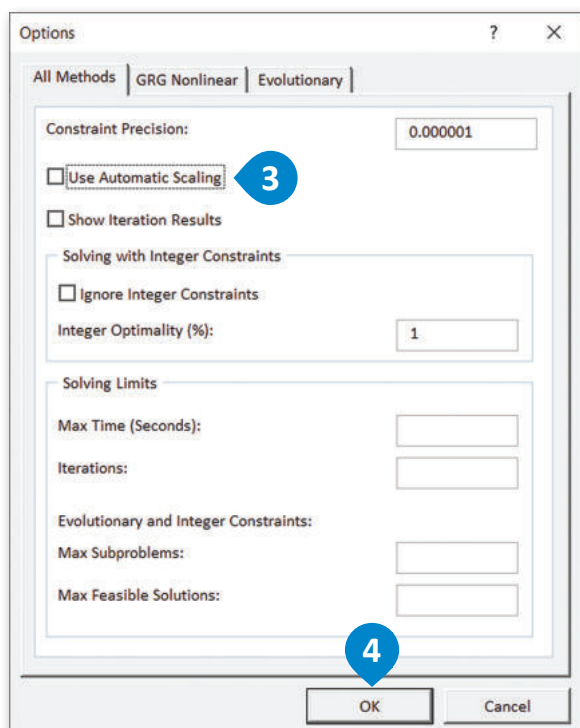 Options
?
All Methods
GRG Nonlinear
Evolutionary
Constraint Precision:
0.000001
Use Automatic Scaling
3
Show Iteration Results
Solving with Integer Constraints
Ignore Integer Constraints
Integer Optimality (%):
1
Solving Limits
Max Time (Seconds):
Iterations:
Evolutionary and Integer Constraints:
Max Subproblems:
Max Feasible Solutions:
4
OK
Cancel